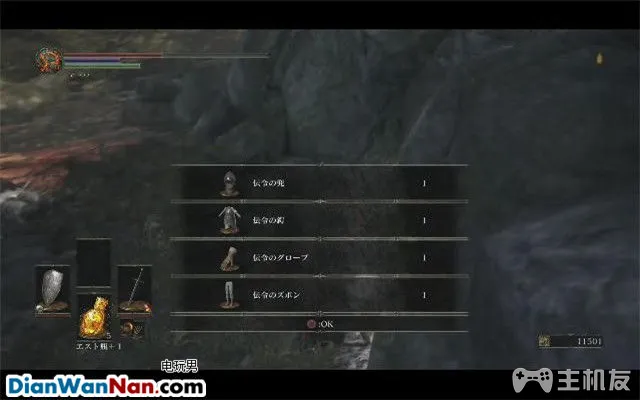 伝令の兜 1
伝令の鎧 1
伝令のグローブ 1
伝令のズボン 1
:OK
5
エスト瓶+1
11501
电玩男
DianWanNan.com
主机友